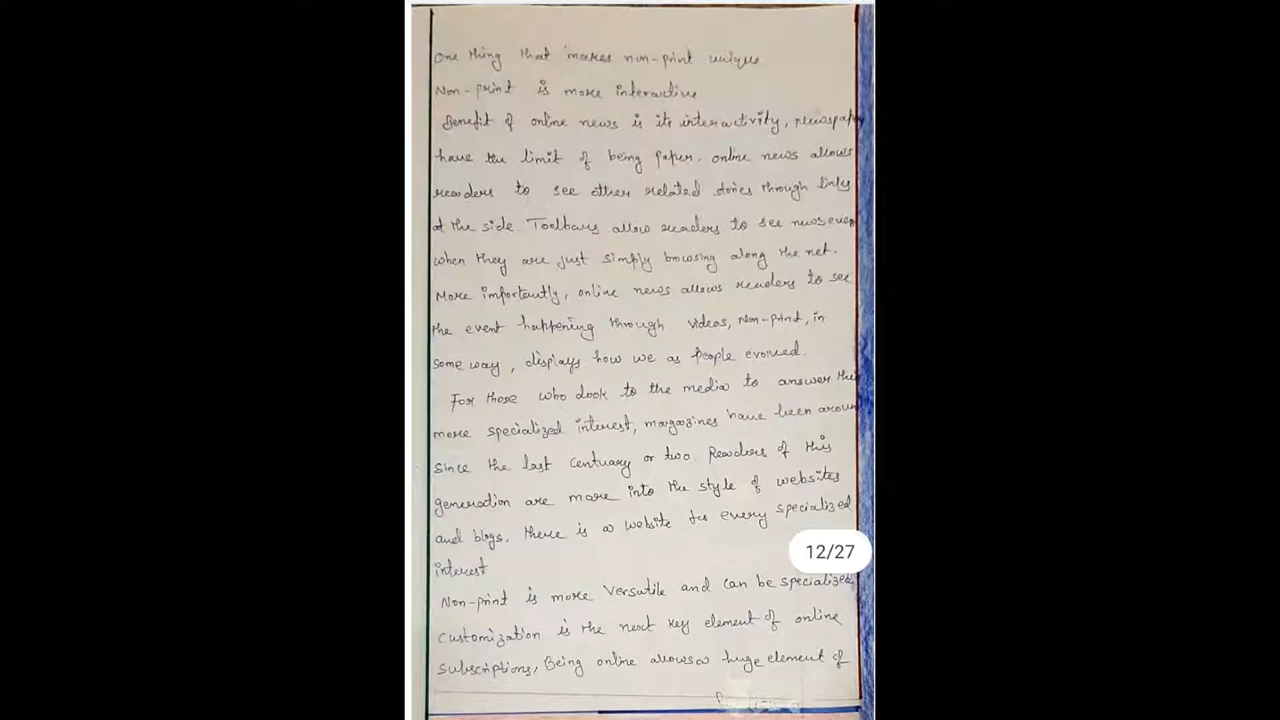 One thing that makes non-print unique.
Non-print is more interactive
Benefit of online news is its interactivity, newspaper
have the limit of being paper. online news allows
readers to see other related stories through links
at the side Toolbars allow readers to see news even
when they are just simply browsing along the net.
More importantly, online news allows readers to see
the event happening through videos, non-print, in
some way, displays how we as people evolved.
For those who look to the media to answer their
more specialized interest, magazines have been aroun
since the last centuary or two. Readers of this
generation are more into the style of websites
and blogs. there is a website for every specialized
12/27
interest
Non-print is more versutile and can be specialized.
Customization is the next key element of online
subscriptions, Being online allows a huge element of